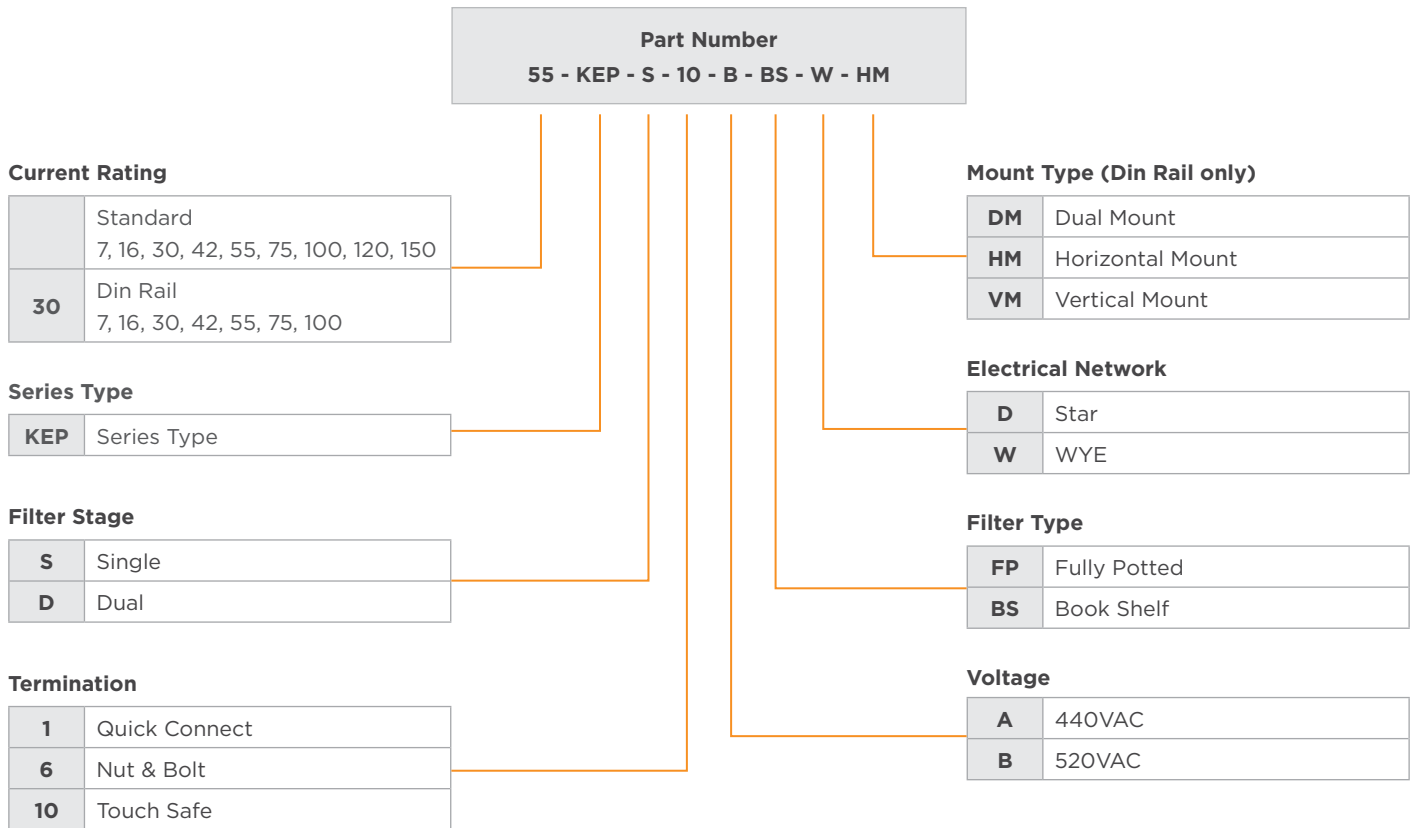 Part Number
55 - KEP - S - 10 - B - BS - W - HM
Current Rating
Standard
7, 16, 30, 42, 55, 75, 100, 120, 150
30
Din Rail
7, 16, 30, 42, 55, 75, 100
Series Type
KEP Series Type
Filter Stage
S Single
D Dual
Termination
1 Quick Connect
6 Nut & Bolt
10 Touch Safe
Mount Type (Din Rail only)
DM Dual Mount
HM Horizontal Mount
VM Vertical Mount
Electrical Network
D Star
W WYE
Filter Type
FP Fully Potted
BS Book Shelf
Voltage
A 440VAC
B 520VAC